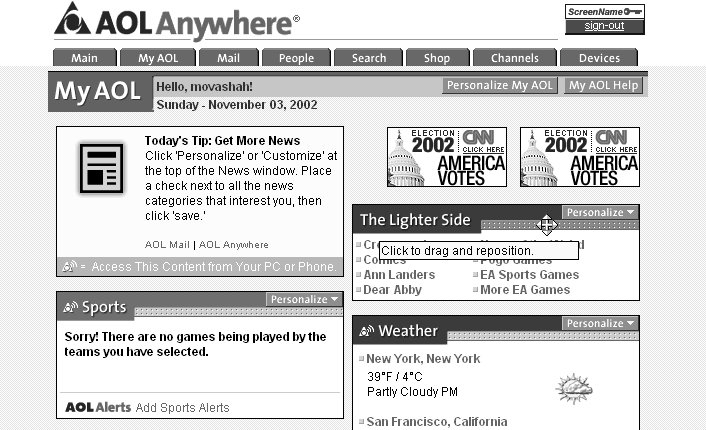 AOL Anywhere®
ScreenName
sign-out
Main
My AOL
Mail
People
Search
Shop
Channels
Devices
My AOL
Hello, movashah!
Personalize My AOL
My AOL Help
Sunday - November 03, 2002
Today's Tip: Get More News
Click 'Personalize' or 'Customize' at
the top of the News window. Place
a check next to all the news
categories that interest you, then
click 'save.'
AOL Mail | AOL Anywhere
= Access This Content from Your PC or Phone.
Sports
Personalize
Sorry! There are no games being played by the
teams you have selected.
AOL Alerts Add Sports Alerts
ELECTION
2002
CNN
CLICK HERE
AMERICA
VOTES
ELECTION
2002
CNN
CLICK HERE
AMERICA
VOTES
The Lighter Side
Personalize
Click to drag and reposition.
Comics
Pogo Games
Ann Landers
EA Sports Games
Dear Abby
More EA Games
Weather
Personalize
New York, New York
39°F / 4°C
Partly Cloudy PM
San Francisco, California